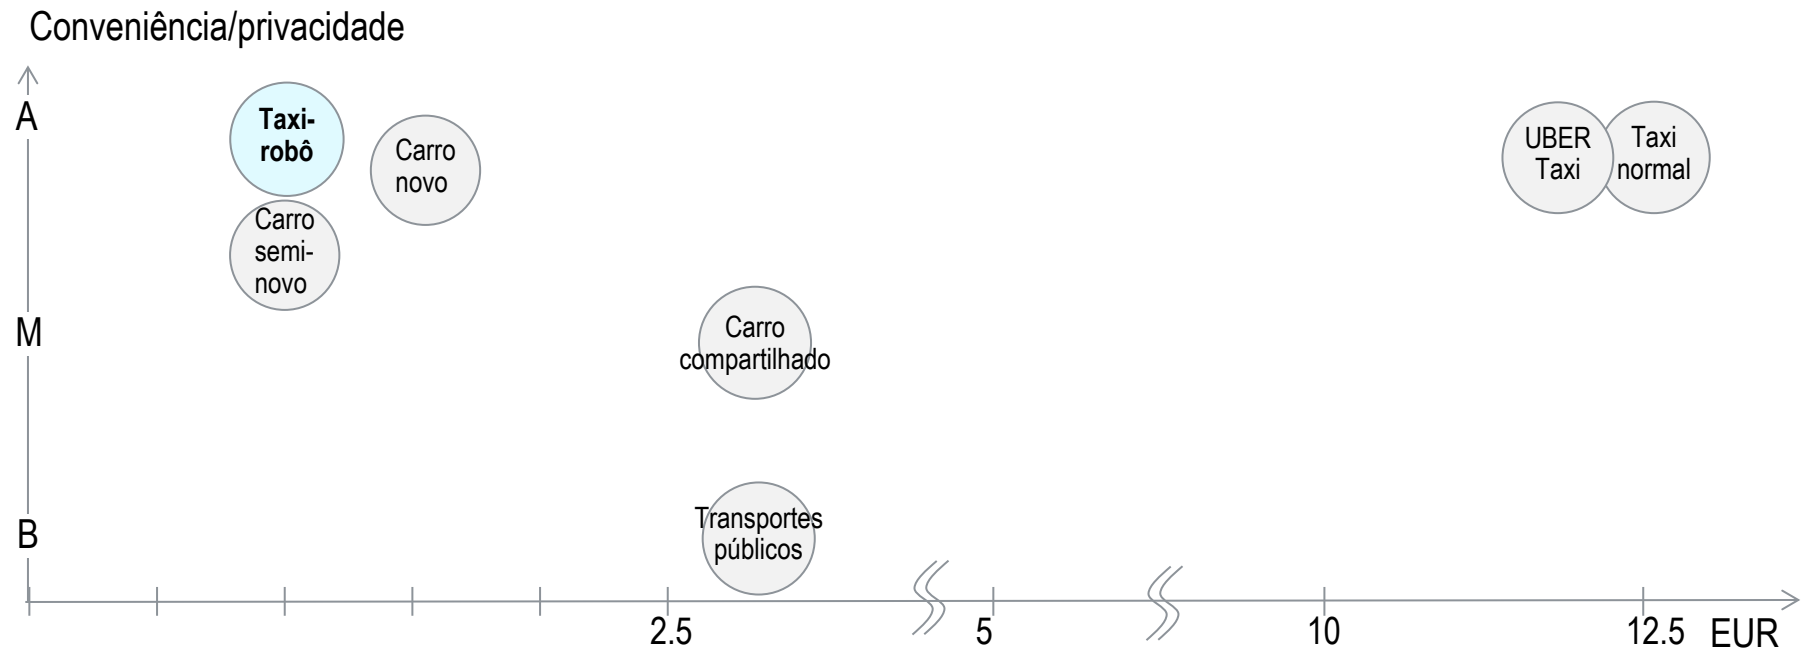 Conveniência/privacidade
A
Taxi-
robô
Carro
novo
UBER
Taxi
Taxi
normal
Carro
semi-
novo
M
Carro
compartilhado
B
Transportes
públicos
2.5
5
10
12.5
EUR